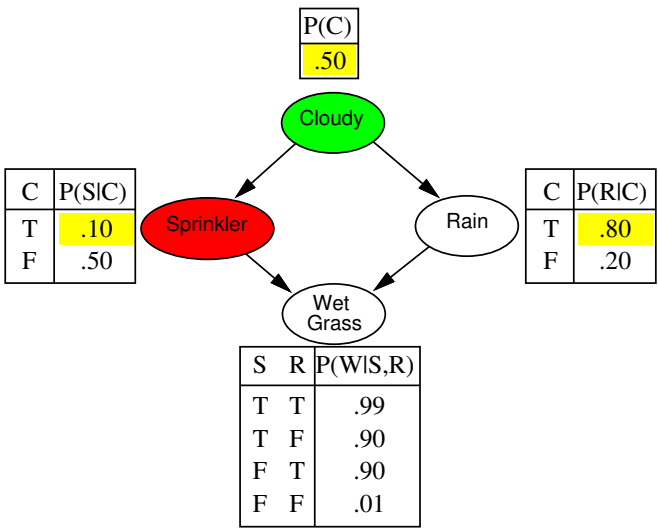 P(C)
.50
Cloudy
C P(S|C)
T .10
F .50
Sprinkler
Rain
C P(R|C)
T .80
F .20
Wet
Grass
S R P(W|S,R)
T T .99
T F .90
F T .90
F F .01